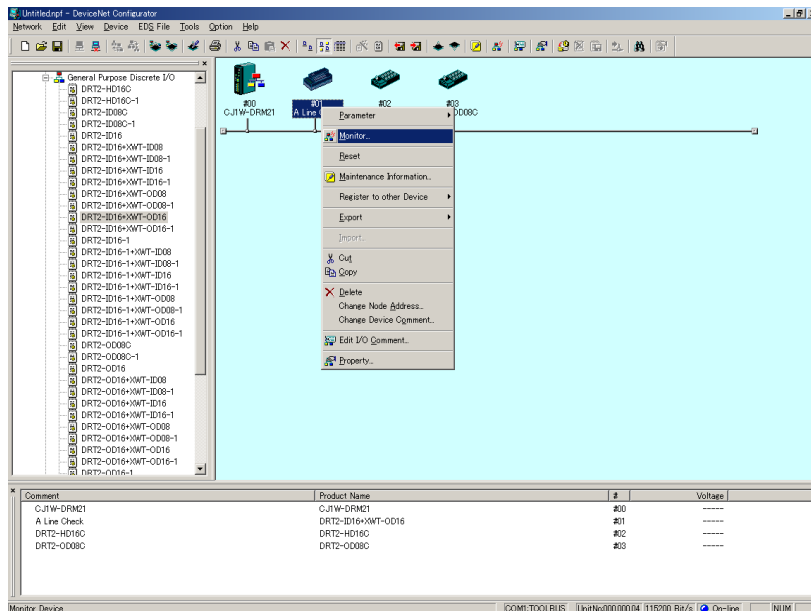 Untitled.npf - DeviceNet Configurator
Network Edit View Device EDS File Tools Option Help
General Purpose Discrete I/O
DRT2-HD16C
DRT2-HD16C-1
DRT2-ID08C
DRT2-ID08C-1
DRT2-ID16
DRT2-ID16+XWT-ID08
DRT2-ID16+XWT-ID08-1
DRT2-ID16+XWT-ID16
DRT2-ID16+XWT-ID16-1
DRT2-ID16+XWT-OD08
DRT2-ID16+XWT-OD08-1
DRT2-ID16+XWT-OD16
DRT2-ID16+XWT-OD16-1
DRT2-ID16-1
DRT2-ID16-1+XWT-ID08
DRT2-ID16-1+XWT-ID08-1
DRT2-ID16-1+XWT-ID16
DRT2-ID16-1+XWT-ID16-1
DRT2-ID16-1+XWT-OD08
DRT2-ID16-1+XWT-OD08-1
DRT2-ID16-1+XWT-OD16
DRT2-ID16-1+XWT-OD16-1
DRT2-OD08C
DRT2-OD08C-1
DRT2-OD16
DRT2-OD16+XWT-ID08
DRT2-OD16+XWT-ID08-1
DRT2-OD16+XWT-ID16
DRT2-OD16+XWT-ID16-1
DRT2-OD16+XWT-OD08
DRT2-OD16+XWT-OD08-1
DRT2-OD16+XWT-OD16
DRT2-OD16+XWT-OD16-1
DRT2-OD16-1
#00 #01 #02 #03
CJ1W-DRM21 A Line OD08C
Parameter
Monitor...
Reset
Maintenance Information...
Register to other Device
Export
Import...
Cut
Copy
Delete
Change Node Address...
Change Device Comment...
Edit I/O Comment...
Property...
Comment Product Name # Voltage
CJ1W-DRM21 CJ1W-DRM21 #00 -----
A Line Check DRT2-ID16+XWT-OD16 #01 -----
DRT2-HD16C DRT2-HD16C #02 -----
DRT2-OD08C DRT2-OD08C #03 -----
Monitor Device COM1:TOOLBUS UnitNo:00000004 115200 Bit/s On-line NUM